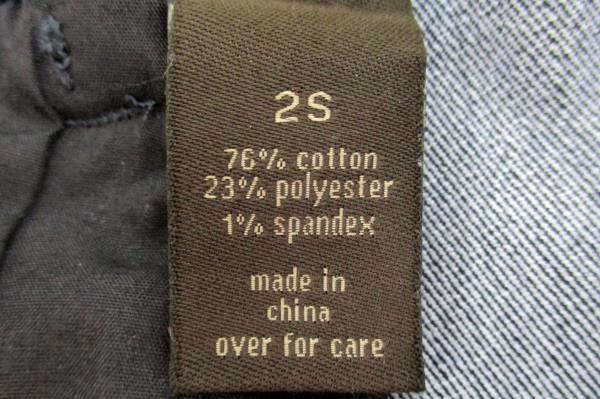 2S
76% cotton
23% polyester
1% spandex
made in
china
over for care